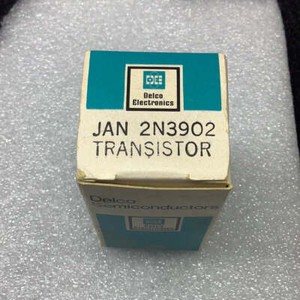 Delco
Electronics
JAN 2N3902
TRANSISTOR
Delco
Semiconductors